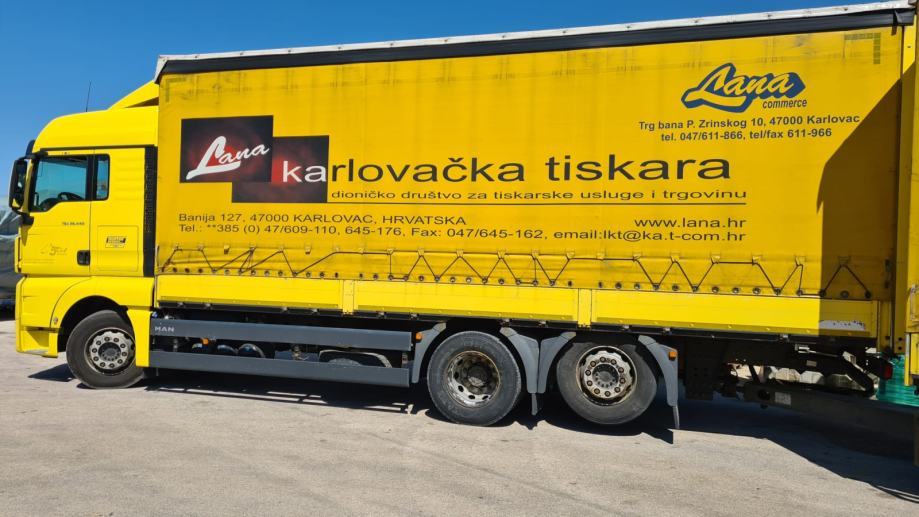 Lana
commerce
Trg bana P. Zrinskog 10, 47000 Karlovac
tel. 047/611-866, tel/fax 611-966
Lana
karlovačka tiskara
dioničko društvo za tiskarske usluge i trgovinu
Banija 127, 47000 KARLOVAC, HRVATSKA
www.lana.hr
Tel.: **385 (0) 47/609-110, 645-176, Fax: 047/645-162, email:lkt@ka.t-com.hr
MAN